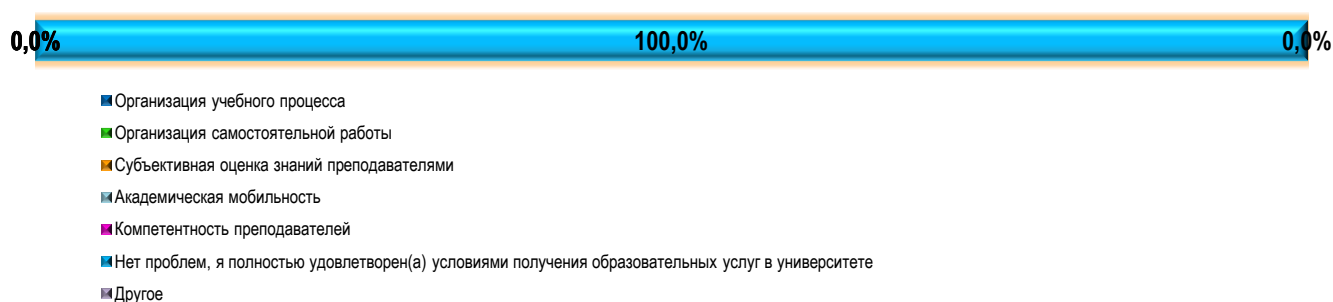 0,0% 100,0% 0,0%
Организация учебного процесса
Организация самостоятельной работы
Субъективная оценка знаний преподавателями
Академическая мобильность
Компетентность преподавателей
Нет проблем, я полностью удовлетворен(а) условиями получения образовательных услуг в университете
Другое